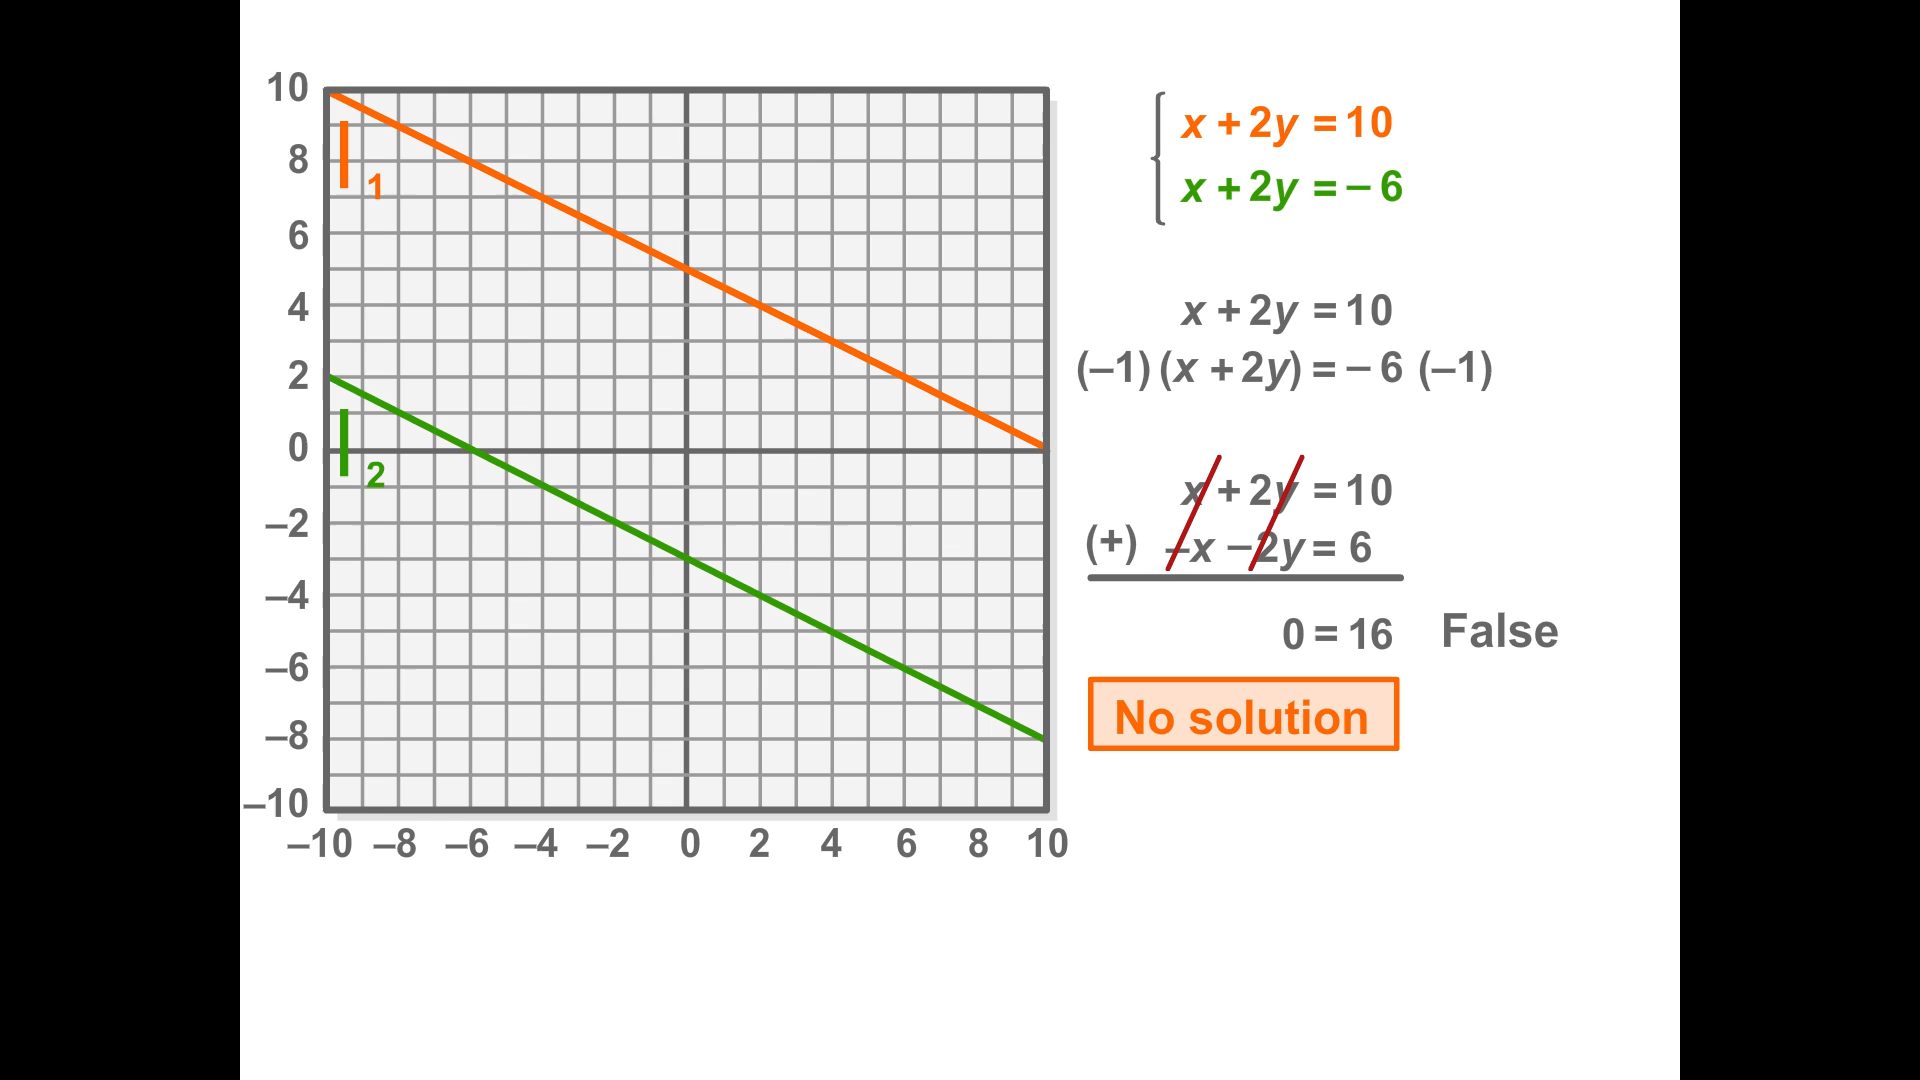 10
8
6
4
2
0
–2
–4
–6
–8
–10
–10 –8 –6 –4 –2 0 2 4 6 8 10
l1
l2
x + 2y = 10
x + 2y = – 6
x + 2y = 10
(–1) (x + 2y) = – 6 (–1)
x + 2y = 10
(+) –x – 2y = 6
0 = 16 False
No solution